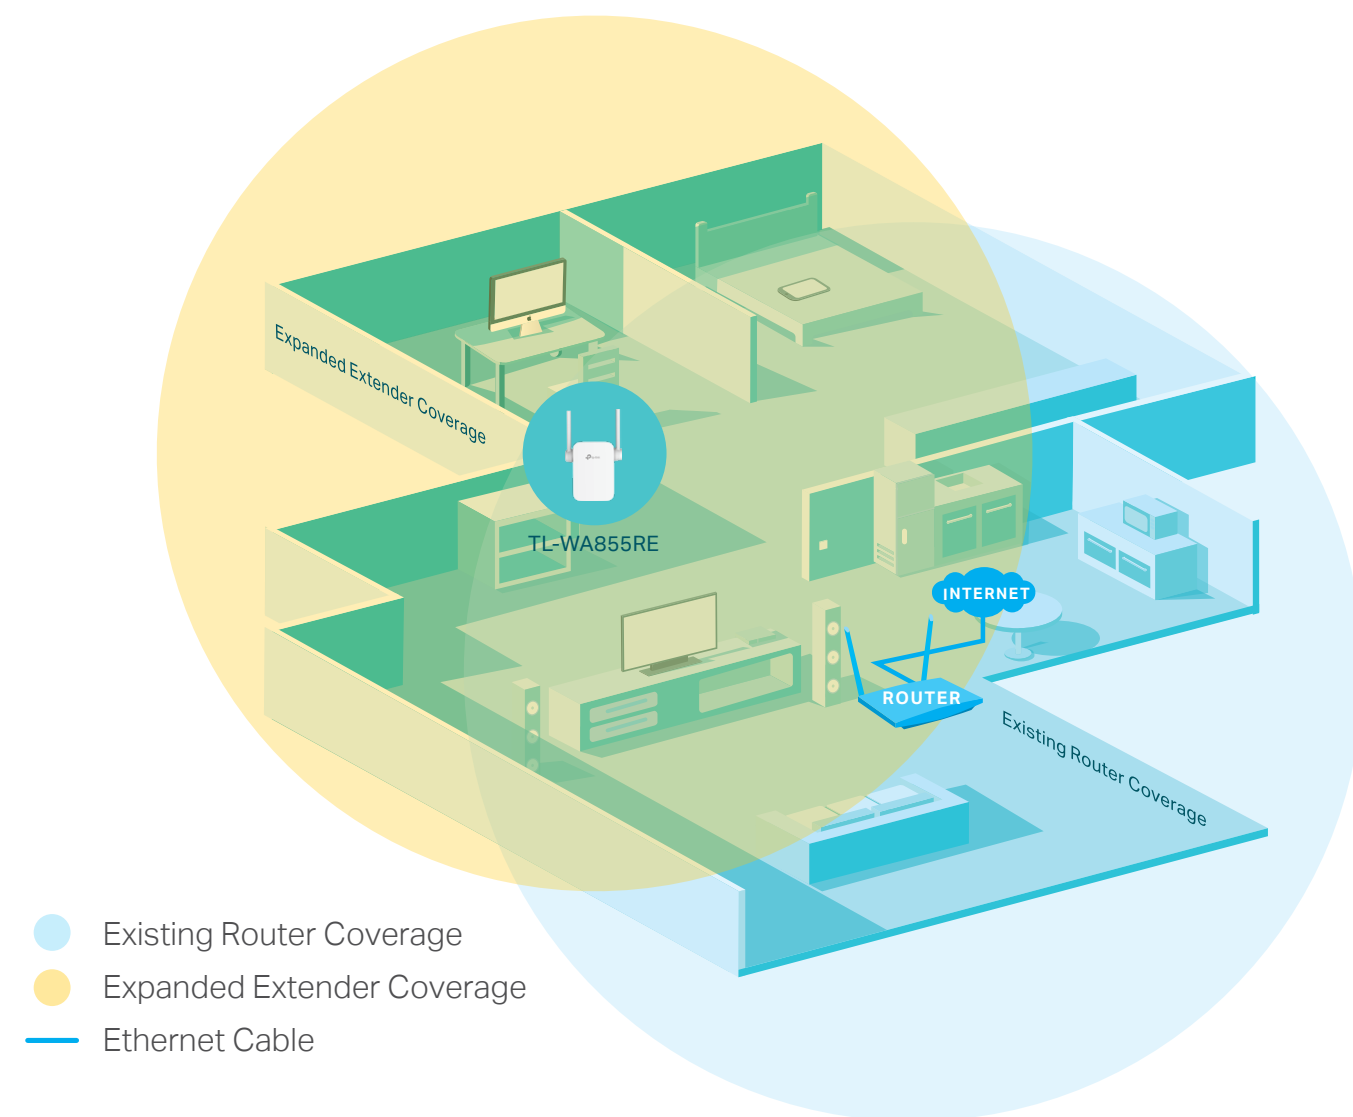 Expanded Extender Coverage
TL-WA855RE
INTERNET
ROUTER
Existing Router Coverage
Existing Router Coverage
Expanded Extender Coverage
Ethernet Cable